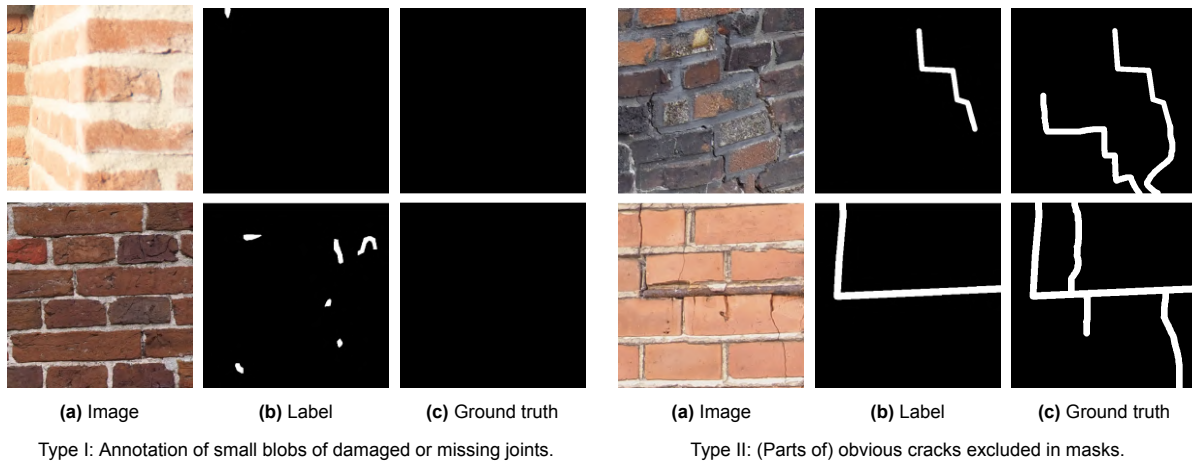 (a) Image (b) Label (c) Ground truth
Type I: Annotation of small blobs of damaged or missing joints.
(a) Image (b) Label (c) Ground truth
Type II: (Parts of) obvious cracks excluded in masks.